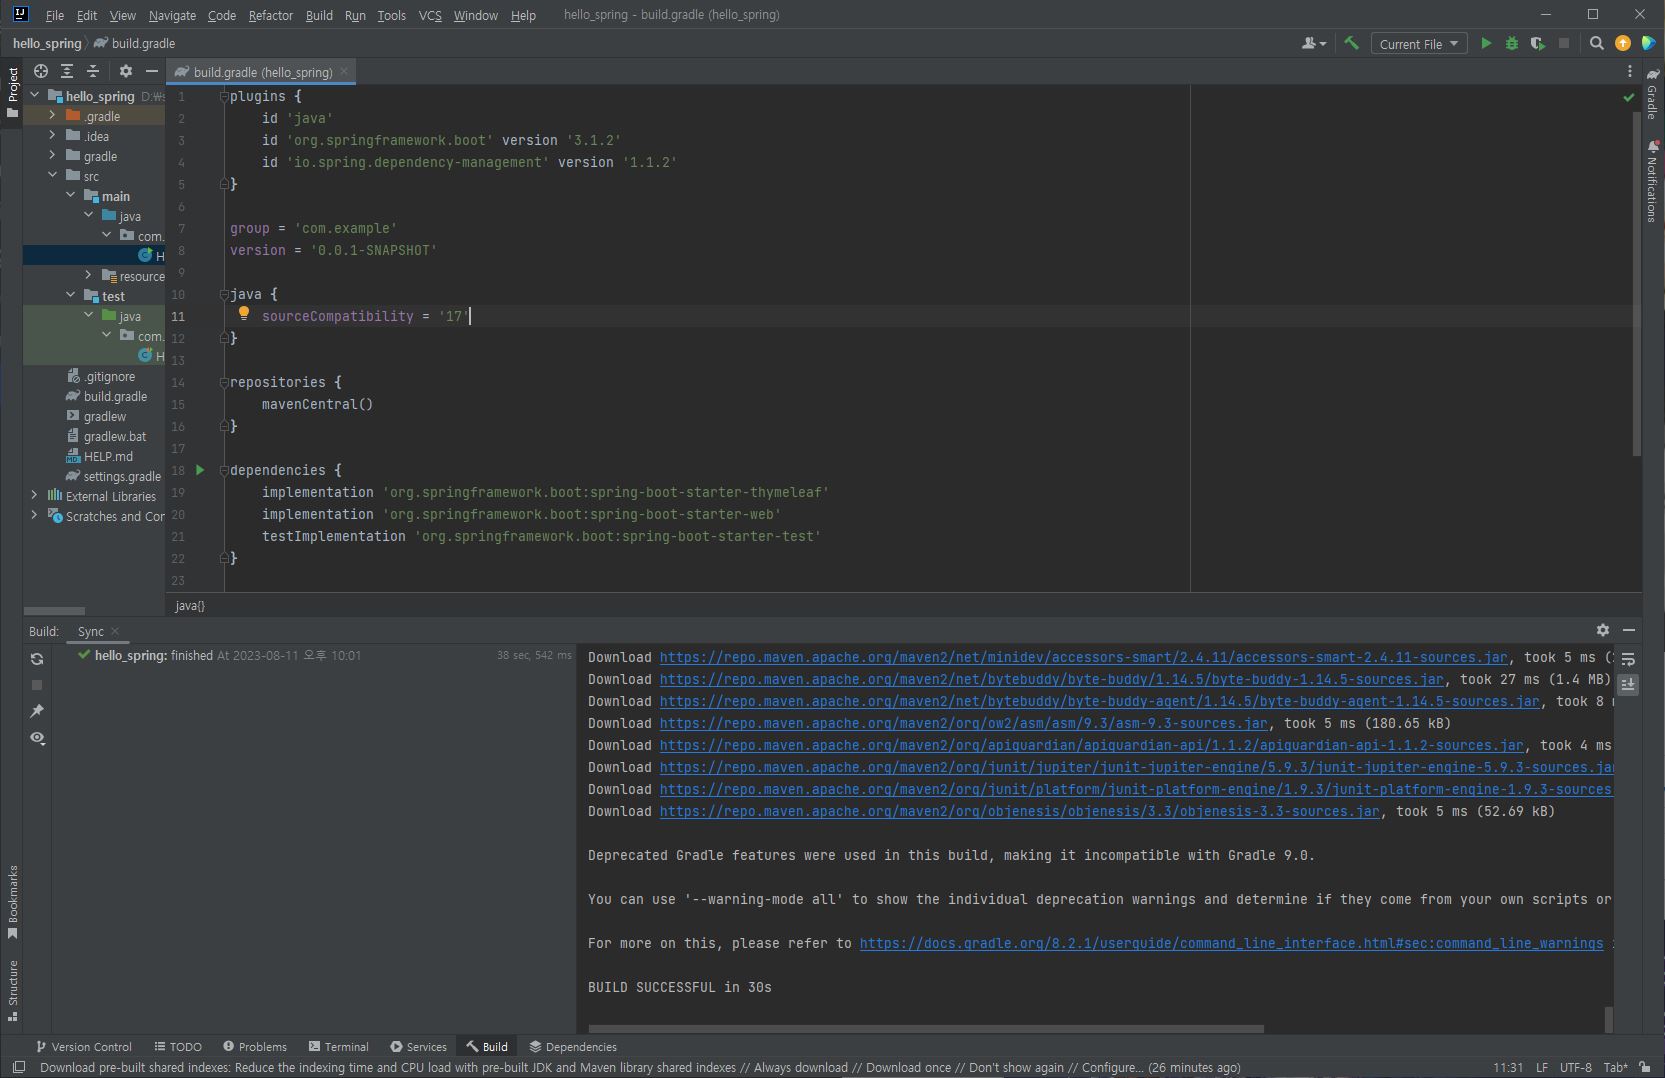 IJ
File Edit View Navigate Code Refactor Build Run Tools VCS Window Help hello_spring - build.gradle (hello_spring)
hello_spring build.gradle
Current File
Project
build.gradle (hello_spring)
hello_spring D:₩s
.gradle
.idea
gradle
src
main
java
com.
C H
resource
test
java
com.
C H
.gitignore
build.gradle
gradlew
gradlew.bat
HELP.md
settings.gradle
External Libraries
Scratches and Cor
1 plugins {
2 id 'java'
3 id 'org.springframework.boot' version '3.1.2'
4 id 'io.spring.dependency-management' version '1.1.2'
5 }
6
7 group = 'com.example'
8 version = '0.0.1-SNAPSHOT'
9
10 java {
11 sourceCompatibility = '17'
12 }
13
14 repositories {
15 mavenCentral()
16 }
17
18 dependencies {
19 implementation 'org.springframework.boot:spring-boot-starter-thymeleaf'
20 implementation 'org.springframework.boot:spring-boot-starter-web'
21 testImplementation 'org.springframework.boot:spring-boot-starter-test'
22 }
23
java{}
Gradle
Notifications
Build: Sync
hello_spring: finished At 2023-08-11 오후 10:01 38 sec, 542 ms
Download https://repo.maven.apache.org/maven2/net/minidev/accessors-smart/2.4.11/accessors-smart-2.4.11-sources.jar, took 5 ms (
Download https://repo.maven.apache.org/maven2/net/bytebuddy/byte-buddy/1.14.5/byte-buddy-1.14.5-sources.jar, took 27 ms (1.4 MB)
Download https://repo.maven.apache.org/maven2/net/bytebuddy/byte-buddy-agent/1.14.5/byte-buddy-agent-1.14.5-sources.jar, took 8
Download https://repo.maven.apache.org/maven2/org/ow2/asm/asm/9.3/asm-9.3-sources.jar, took 5 ms (180.65 kB)
Download https://repo.maven.apache.org/maven2/org/apiguardian/apiguardian-api/1.1.2/apiguardian-api-1.1.2-sources.jar, took 4 ms
Download https://repo.maven.apache.org/maven2/org/junit/jupiter/junit-jupiter-engine/5.9.3/junit-jupiter-engine-5.9.3-sources.ja
Download https://repo.maven.apache.org/maven2/org/junit/platform/junit-platform-engine/1.9.3/junit-platform-engine-1.9.3-sources
Download https://repo.maven.apache.org/maven2/org/objenesis/objenesis/3.3/objenesis-3.3-sources.jar, took 5 ms (52.69 kB)
Deprecated Gradle features were used in this build, making it incompatible with Gradle 9.0.
You can use '--warning-mode all' to show the individual deprecation warnings and determine if they come from your own scripts or
For more on this, please refer to https://docs.gradle.org/8.2.1/userguide/command_line_interface.html#sec:command_line_warnings
BUILD SUCCESSFUL in 30s
Bookmarks
Structure
Version Control TODO Problems Terminal Services Build Dependencies
Download pre-built shared indexes: Reduce the indexing time and CPU load with pre-built JDK and Maven library shared indexes // Always download // Download once // Don't show again // Configure... (26 minutes ago) 11:31 LF UTF-8 Tab*